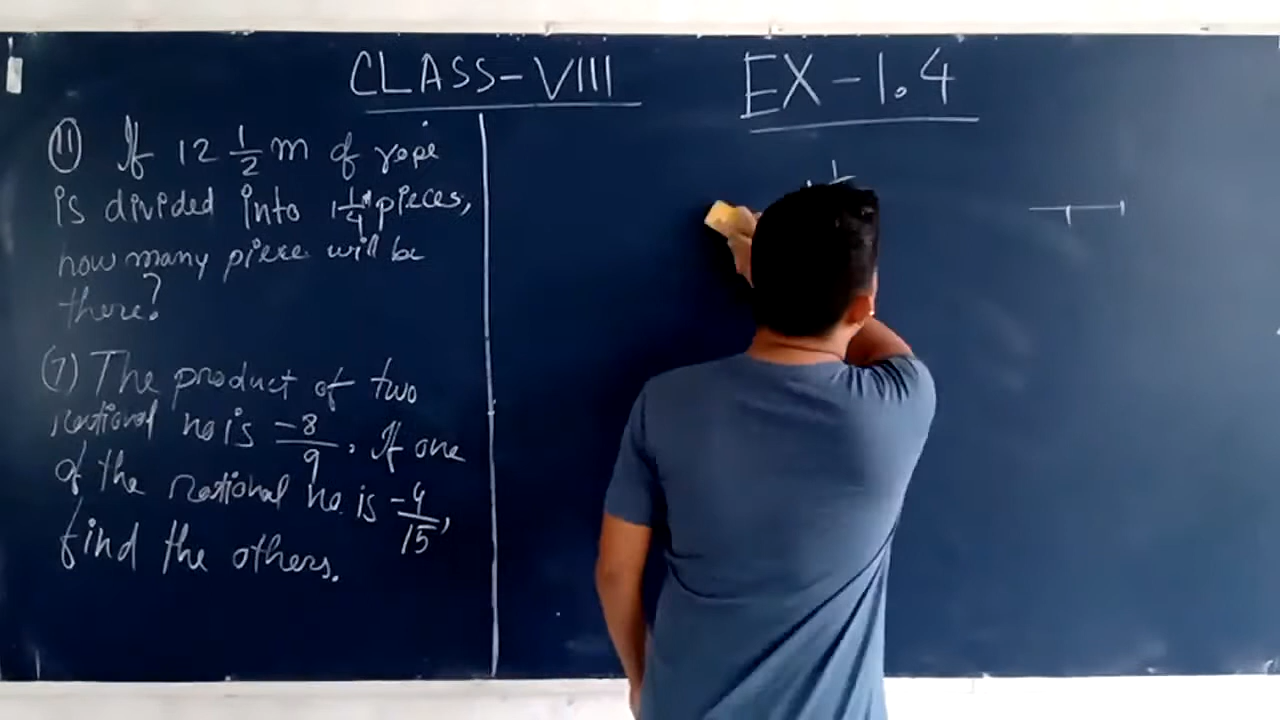 CLASS-VIII
EX-1.4
(11) If 12 1/2 m of rope
is divided into 1 1/4 m pieces,
how many piece will be
there?
(7) The product of two
rational no is -8/9. If one
of the rational no. is -4/15,
find the others.